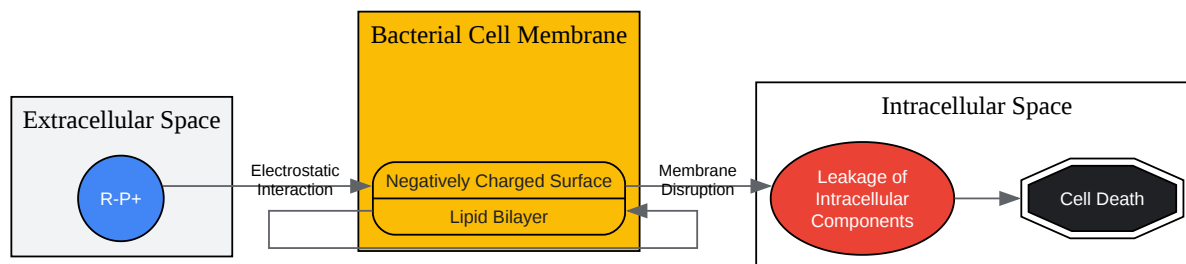 Extracellular Space
R-P+
Electrostatic
Interaction
Bacterial Cell Membrane
Negatively Charged Surface
Lipid Bilayer
Membrane
Disruption
Intracellular Space
Leakage of
Intracellular
Components
Cell Death